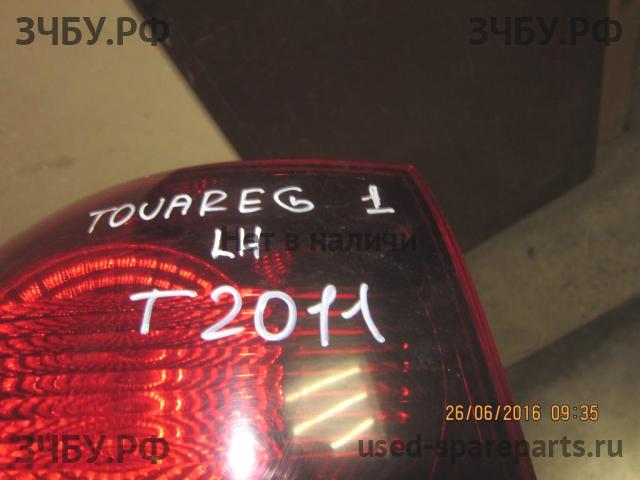 ЗЧБУ.РФ ЗЧБУ.РФ
TOUAREG 1
LH
Нет в наличии
T2011
26/06/2016 09:35
ЗЧБУ.РФ used-spareparts.ru